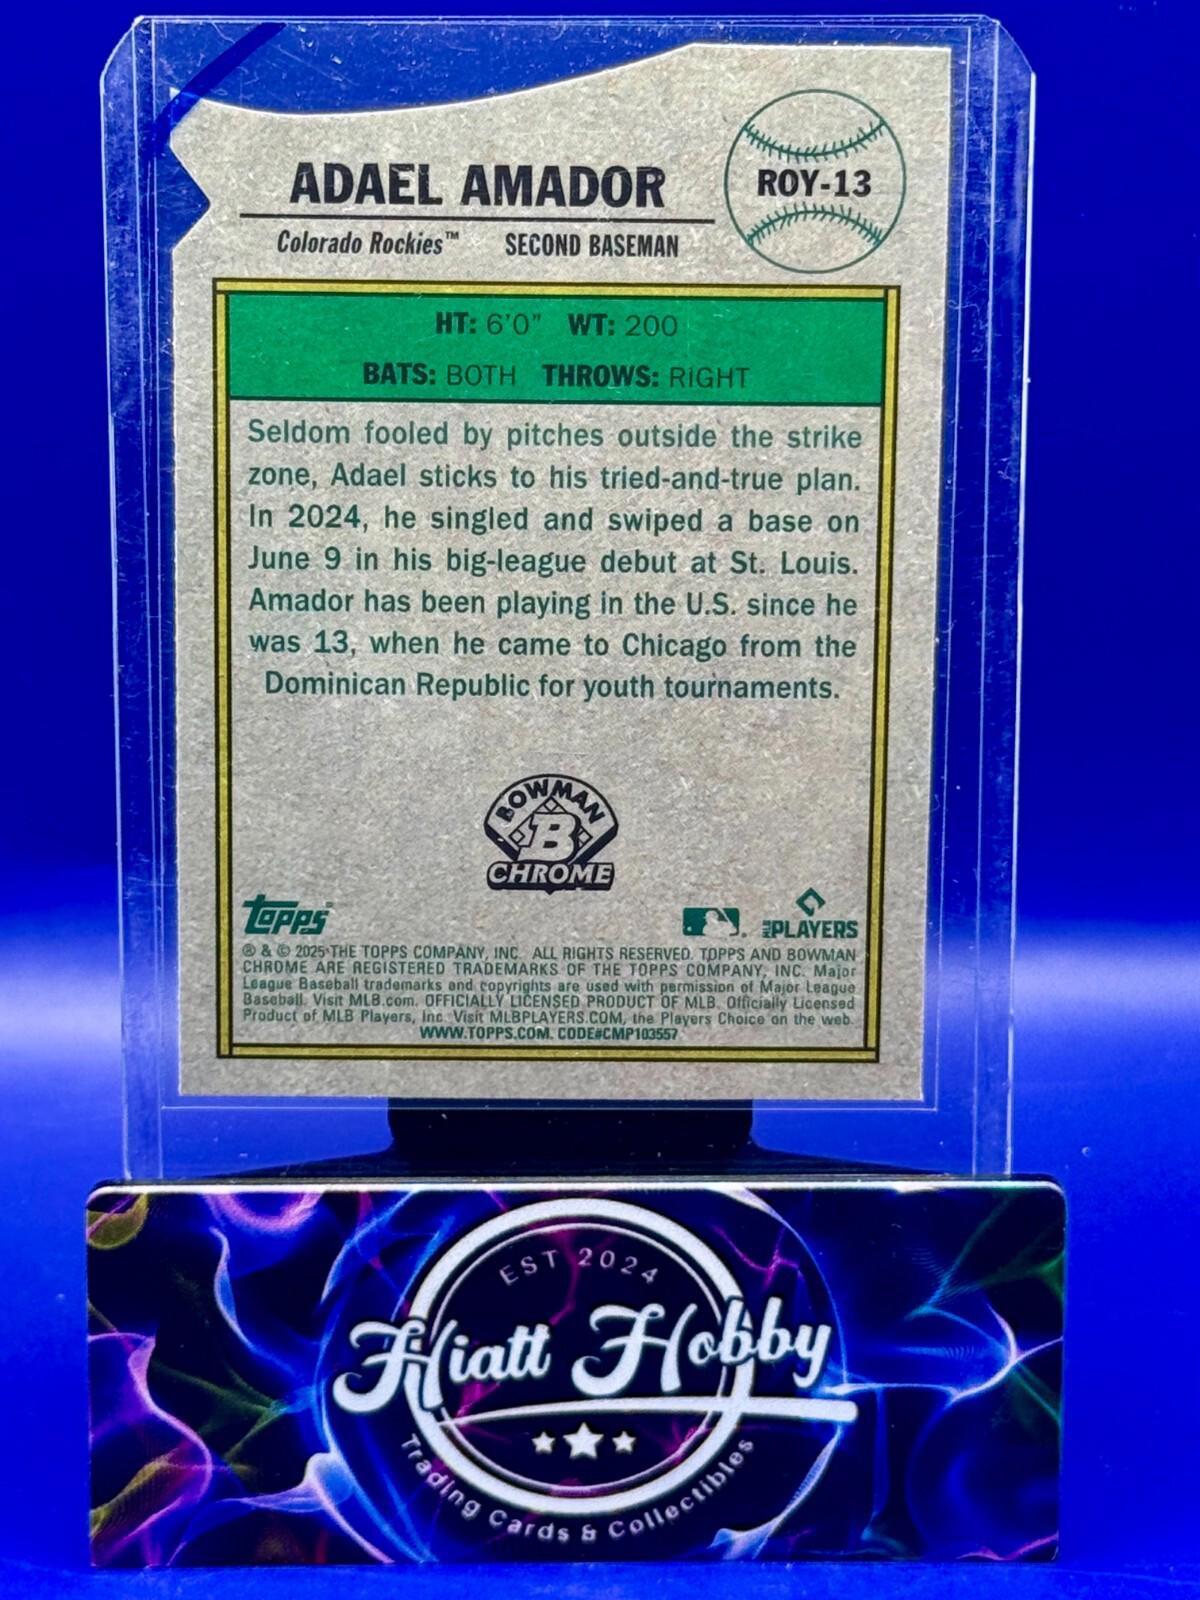 ADAEL AMADOR
ROY-13
Colorado Rockies™ SECOND BASEMAN
HT: 6'0" WT: 200
BATS: BOTH THROWS: RIGHT
Seldom fooled by pitches outside the strike
zone, Adael sticks to his tried-and-true plan.
In 2024, he singled and swiped a base on
June 9 in his big-league debut at St. Louis.
Amador has been playing in the U.S. since he
was 13, when he came to Chicago from the
Dominican Republic for youth tournaments.
BOWMAN
B
CHROME
topps
MLB PLAYERS
® & © 2025 THE TOPPS COMPANY, INC. ALL RIGHTS RESERVED. TOPPS AND BOWMAN
CHROME ARE REGISTERED TRADEMARKS OF THE TOPPS COMPANY, INC. Major
League Baseball trademarks and copyrights are used with permission of Major League
Baseball. Visit MLB.com. OFFICIALLY LICENSED PRODUCT OF MLB. Officially Licensed
Product of MLB Players, Inc. Visit MLBPLAYERS.COM, the Players Choice on the web.
WWW.TOPPS.COM. CODE#CMP103557
EST 2024
Hiatt Hobby
Trading Cards & Collectibles